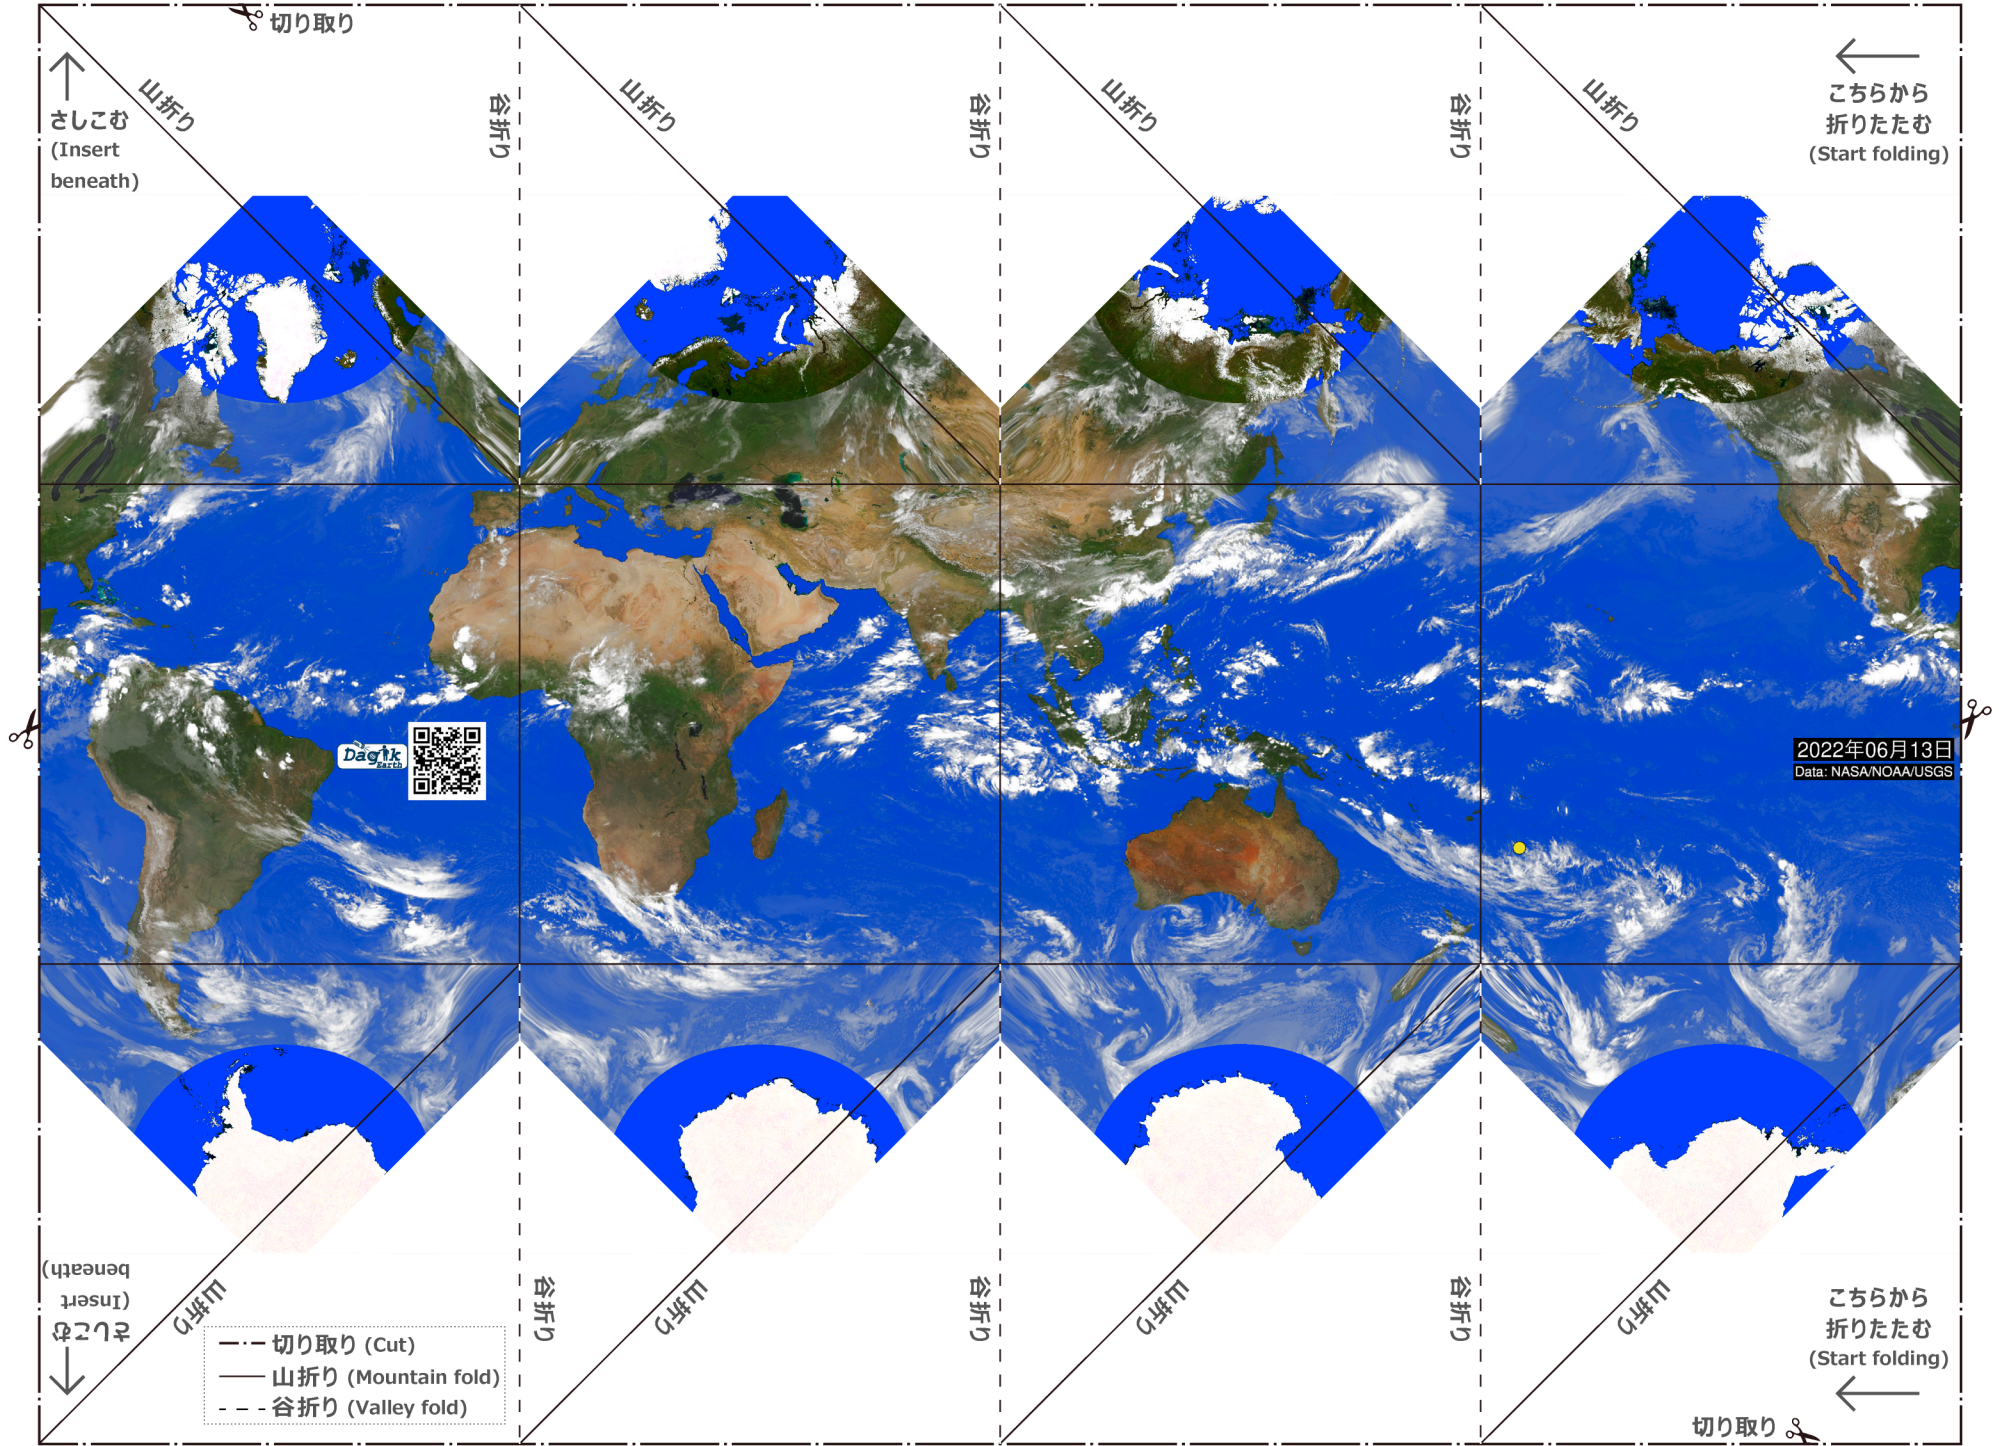 切り取り
さしこむ
(Insert
beneath)
山折り
谷折り
山折り
谷折り
山折り
谷折り
山折り
こちらから
折りたたむ
(Start folding)
Dagik
Earth
2022年06月13日
Data: NASA/NOAA/USGS
さしこむ
(Insert
beneath)
山折り
谷折り
山折り
谷折り
山折り
谷折り
山折り
こちらから
折りたたむ
(Start folding)
切り取り (Cut)
山折り (Mountain fold)
谷折り (Valley fold)
切り取り